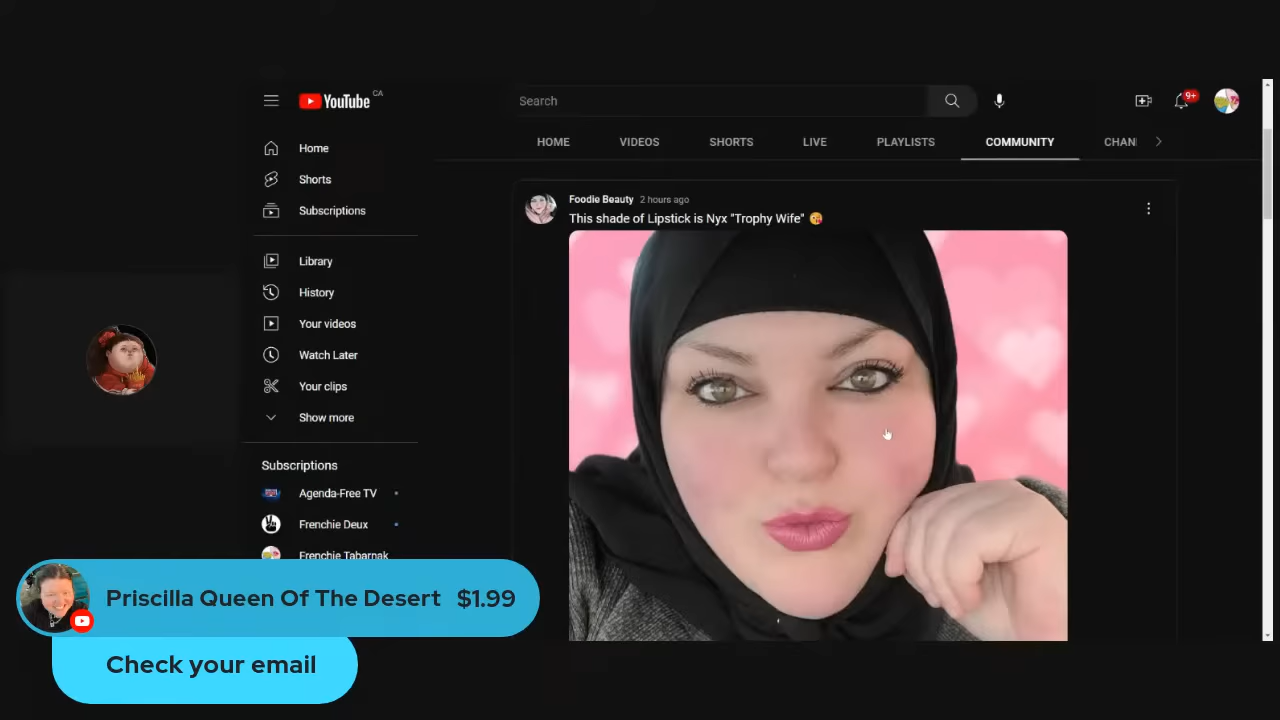 YouTube CA
Search
9+
HOME VIDEOS SHORTS LIVE PLAYLISTS COMMUNITY CHAN
Home
Shorts
Subscriptions
Library
History
Your videos
Watch Later
Your clips
Show more
Subscriptions
Agenda-Free TV
Frenchie Deux
Frenchie Tabarnak
Foodie Beauty 2 hours ago
This shade of Lipstick is Nyx "Trophy Wife" 😘
Priscilla Queen Of The Desert $1.99
Check your email